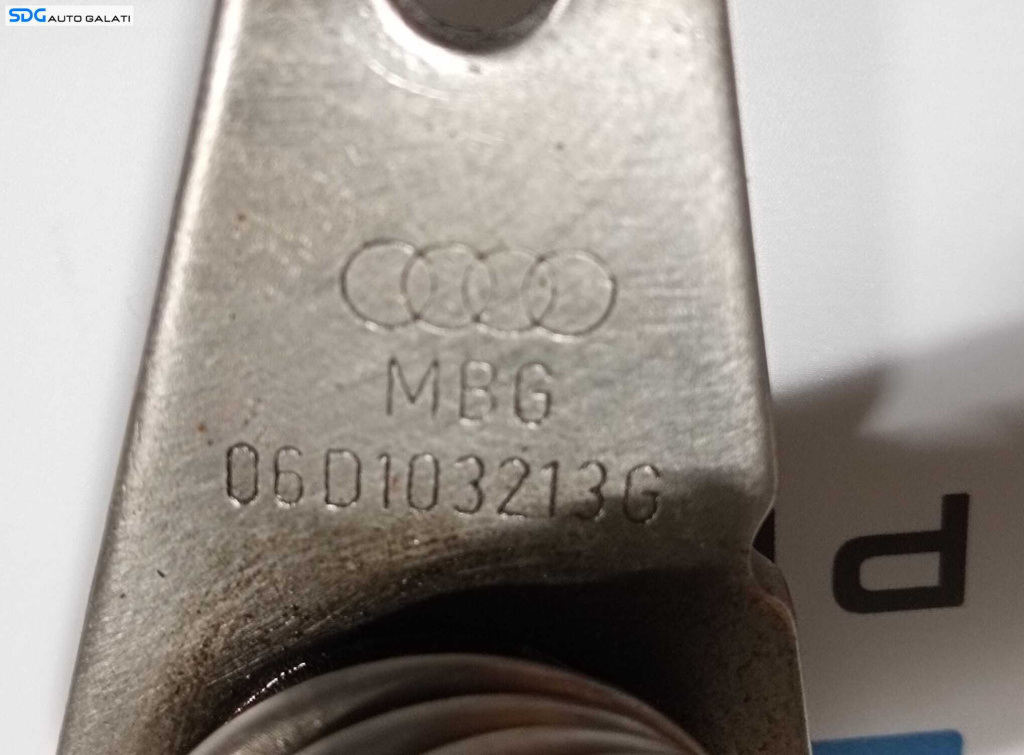 SDG AUTO GALATI
MBG
06D103213G
P